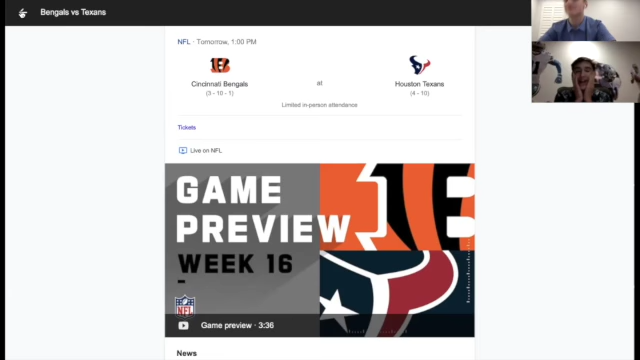 Bengals vs Texans
NFL · Tomorrow, 1:00 PM
Cincinnati Bengals
at
Houston Texans
(3 - 10 - 1)
(4 - 10)
Limited in-person attendance
Tickets
Live on NFL
GAME
PREVIEW
WEEK 16
NFL
Game preview · 3:36
News